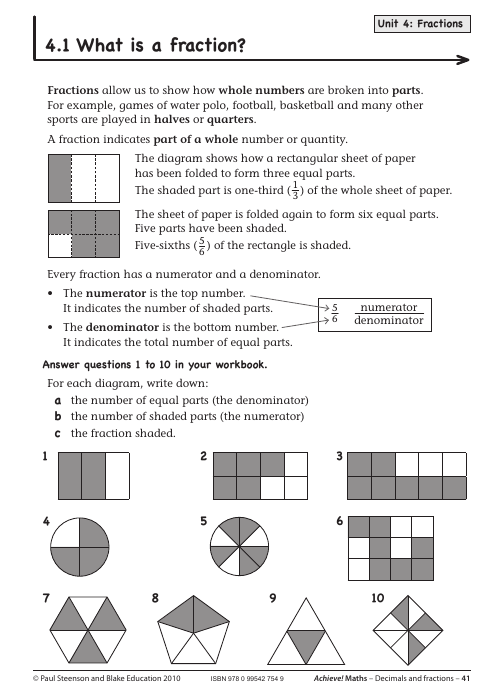 Unit 4: Fractions
4.1 What is a fraction?
Fractions allow us to show how whole numbers are broken into parts.
For example, games of water polo, football, basketball and many other
sports are played in halves or quarters.
A fraction indicates part of a whole number or quantity.
The diagram shows how a rectangular sheet of paper
has been folded to form three equal parts.
The shaded part is one-third (1/3) of the whole sheet of paper.
The sheet of paper is folded again to form six equal parts.
Five parts have been shaded.
Five-sixths (5/6) of the rectangle is shaded.
Every fraction has a numerator and a denominator.
• The numerator is the top number.
It indicates the number of shaded parts.
• The denominator is the bottom number.
It indicates the total number of equal parts.
5/6 numerator/denominator
Answer questions 1 to 10 in your workbook.
For each diagram, write down:
a the number of equal parts (the denominator)
b the number of shaded parts (the numerator)
c the fraction shaded.
1 2 3
4 5 6
7 8 9 10
© Paul Steenson and Blake Education 2010 ISBN 978 0 99542 754 9 Achieve! Maths – Decimals and fractions – 41